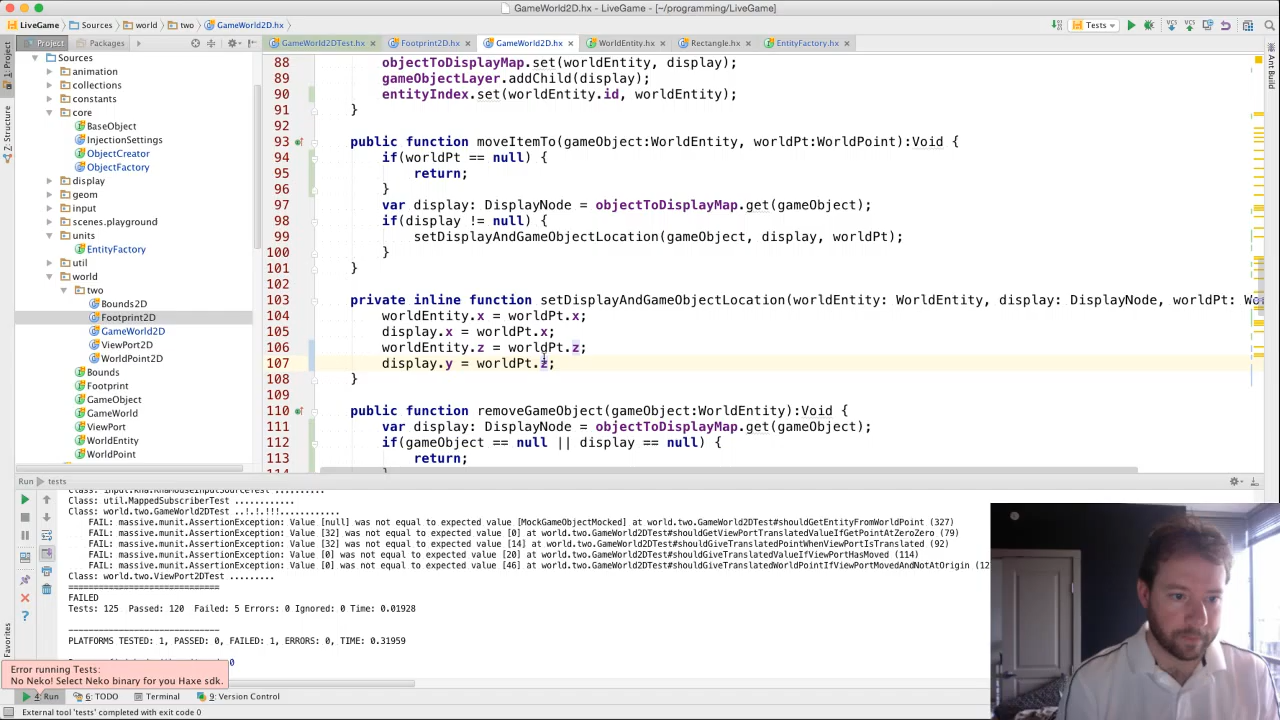 GameWorld2D.hx - LiveGame - [~/programming/LiveGame]
LiveGame Sources world two GameWorld2D.hx Tests
Project Packages GameWorld2DTest.hx Footprint2D.hx GameWorld2D.hx WorldEntity.hx Rectangle.hx EntityFactory.hx
1: Project
7: Structure
Favorites
Ant Build
Sources
animation
collections
constants
core
BaseObject
InjectionSettings
ObjectCreator
ObjectFactory
display
geom
input
scenes.playground
units
EntityFactory
util
world
two
Bounds2D
Footprint2D
GameWorld2D
ViewPort2D
WorldPoint2D
Bounds
Footprint
GameObject
GameWorld
ViewPort
WorldEntity
WorldPoint
88 objectToDisplayMap.set(worldEntity, display);
89 gameObjectLayer.addChild(display);
90 entityIndex.set(worldEntity.id, worldEntity);
91 }
92
93 public function moveItemTo(gameObject:WorldEntity, worldPt:WorldPoint):Void {
94 if(worldPt == null) {
95 return;
96 }
97 var display: DisplayNode = objectToDisplayMap.get(gameObject);
98 if(display != null) {
99 setDisplayAndGameObjectLocation(gameObject, display, worldPt);
100 }
101 }
102
103 private inline function setDisplayAndGameObjectLocation(worldEntity: WorldEntity, display: DisplayNode, worldPt: Wo
104 worldEntity.x = worldPt.x;
105 display.x = worldPt.x;
106 worldEntity.z = worldPt.z;
107 display.y = worldPt.z;
108 }
109
110 public function removeGameObject(gameObject:WorldEntity):Void {
111 var display: DisplayNode = objectToDisplayMap.get(gameObject);
112 if(gameObject == null || display == null) {
113 return;
114 }
Run tests
Class: input.kha.KhaMouseInputSourceTest ..........
Class: util.MappedSubscriberTest ............
Class: world.two.GameWorld2DTest ..!.!.!!!............
FAIL: massive.munit.AssertionException: Value [null] was not equal to expected value [MockGameObjectMocked] at world.two.GameWorld2DTest#shouldGetEntityFromWorldPoint (327)
FAIL: massive.munit.AssertionException: Value [32] was not equal to expected value [0] at world.two.GameWorld2DTest#shouldGetViewPortTranslatedValueIfGetPointAtZeroZero (79)
FAIL: massive.munit.AssertionException: Value [32] was not equal to expected value [14] at world.two.GameWorld2DTest#shouldGiveTranslatedPointWhenViewPortIsTranslated (92)
FAIL: massive.munit.AssertionException: Value [0] was not equal to expected value [20] at world.two.GameWorld2DTest#shouldGiveTranslatedValueIfViewPortHasMoved (114)
FAIL: massive.munit.AssertionException: Value [0] was not equal to expected value [46] at world.two.GameWorld2DTest#shouldGiveTranslatedWorldPointIfViewPortMovedAndNotAtOrigin (12
Class: world.two.ViewPort2DTest .........
==============================
FAILED
Tests: 125 Passed: 120 Failed: 5 Errors: 0 Ignored: 0 Time: 0.01928
------------------------------
PLATFORMS TESTED: 1, PASSED: 0, FAILED: 1, ERRORS: 0, TIME: 0.31959
Error running Tests:
No Neko! Select Neko binary for you Haxe sdk.
4: Run 6: TODO Terminal 9: Version Control
External tool 'tests' completed with exit code 0